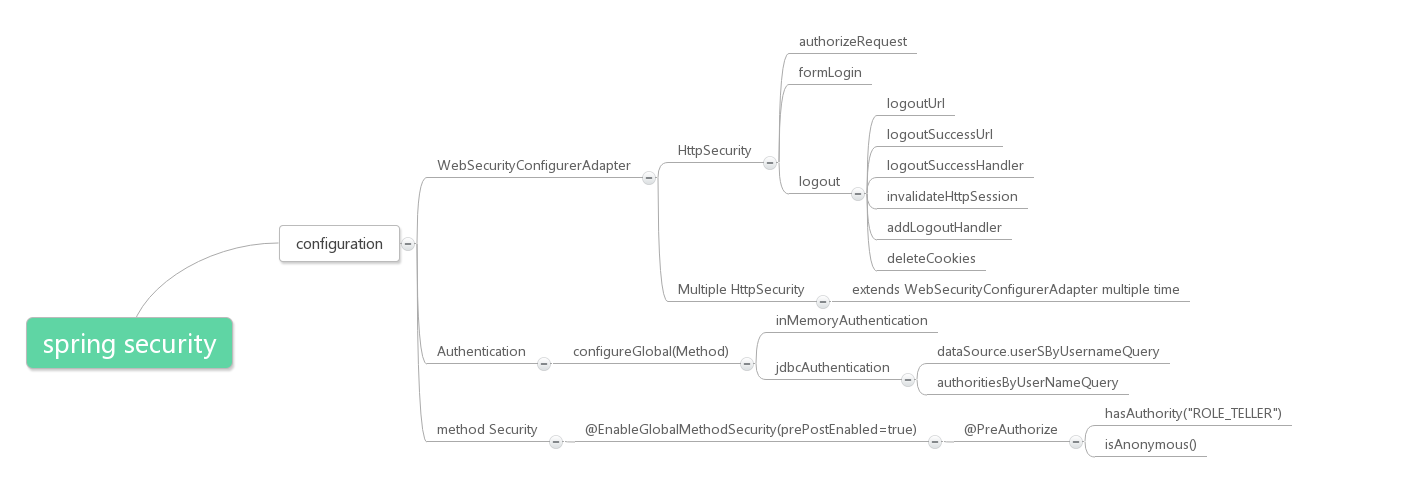 authorizeRequest
formLogin
logoutUrl
logoutSuccessUrl
HttpSecurity
WebSecurityConfigurerAdapter
logoutSuccessHandler
logout
invalidateHttpSession
addLogoutHandler
configuration
deleteCookies
Multiple HttpSecurity
extends WebSecurityConfigurerAdapter multiple time
inMemoryAuthentication
spring security
Authentication
configureGlobal(Method)
dataSource.userSByUsernameQuery
jdbcAuthentication
authoritiesByUserNameQuery
hasAuthority("ROLE_TELLER")
method Security
@EnableGlobalMethodSecurity(prePostEnabled=true)
@PreAuthorize
isAnonymous()